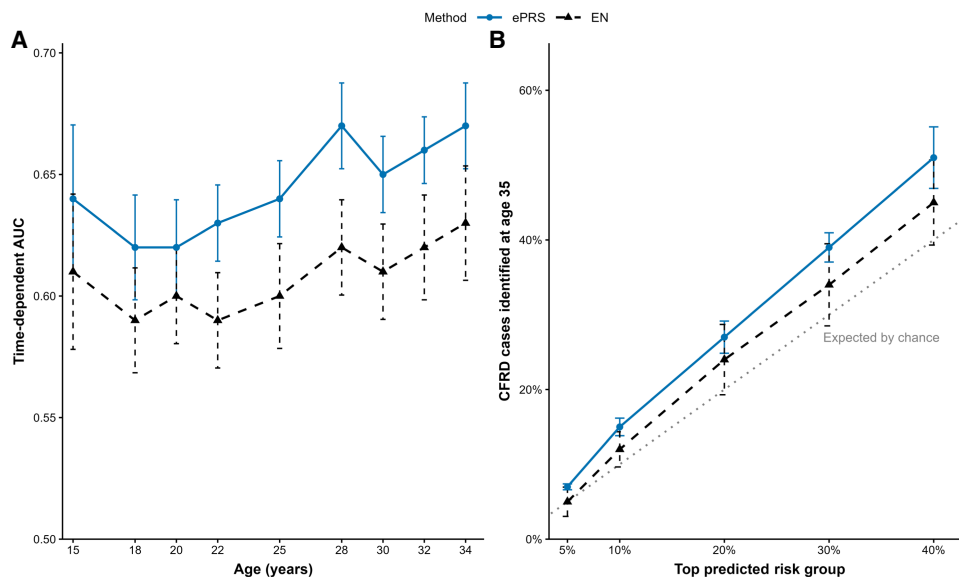 Method ePRS EN
A
B
Time-dependent AUC
0.70
0.65
0.60
0.55
0.50
15 18 20 22 25 28 30 32 34
Age (years)
CFRD cases identified at age 35
60%
40%
20%
0%
Expected by chance
5% 10% 20% 30% 40%
Top predicted risk group